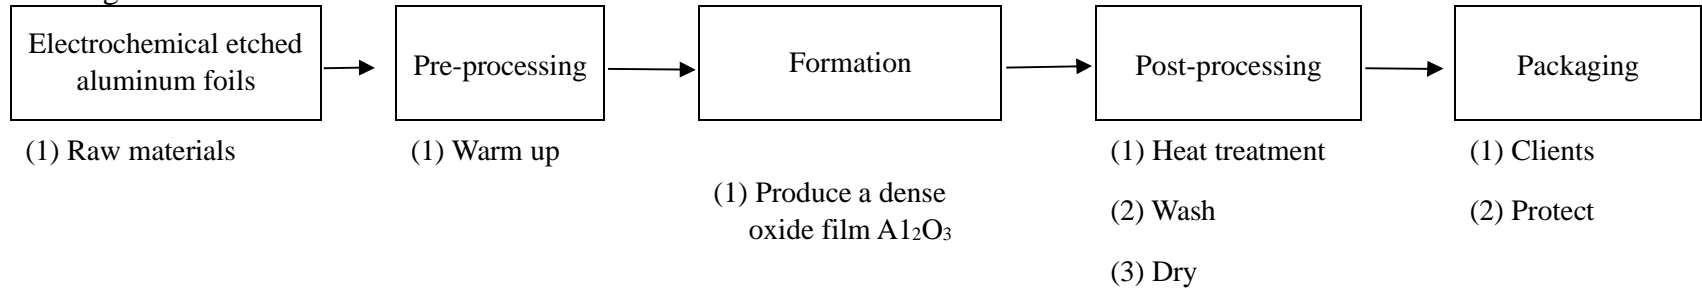 Electrochemical etched
aluminum foils
Pre-processing
Formation
Post-processing
Packaging
(1) Raw materials
(1) Warm up
(1) Produce a dense
oxide film A1₂O₃
(1) Heat treatment
(2) Wash
(3) Dry
(1) Clients
(2) Protect